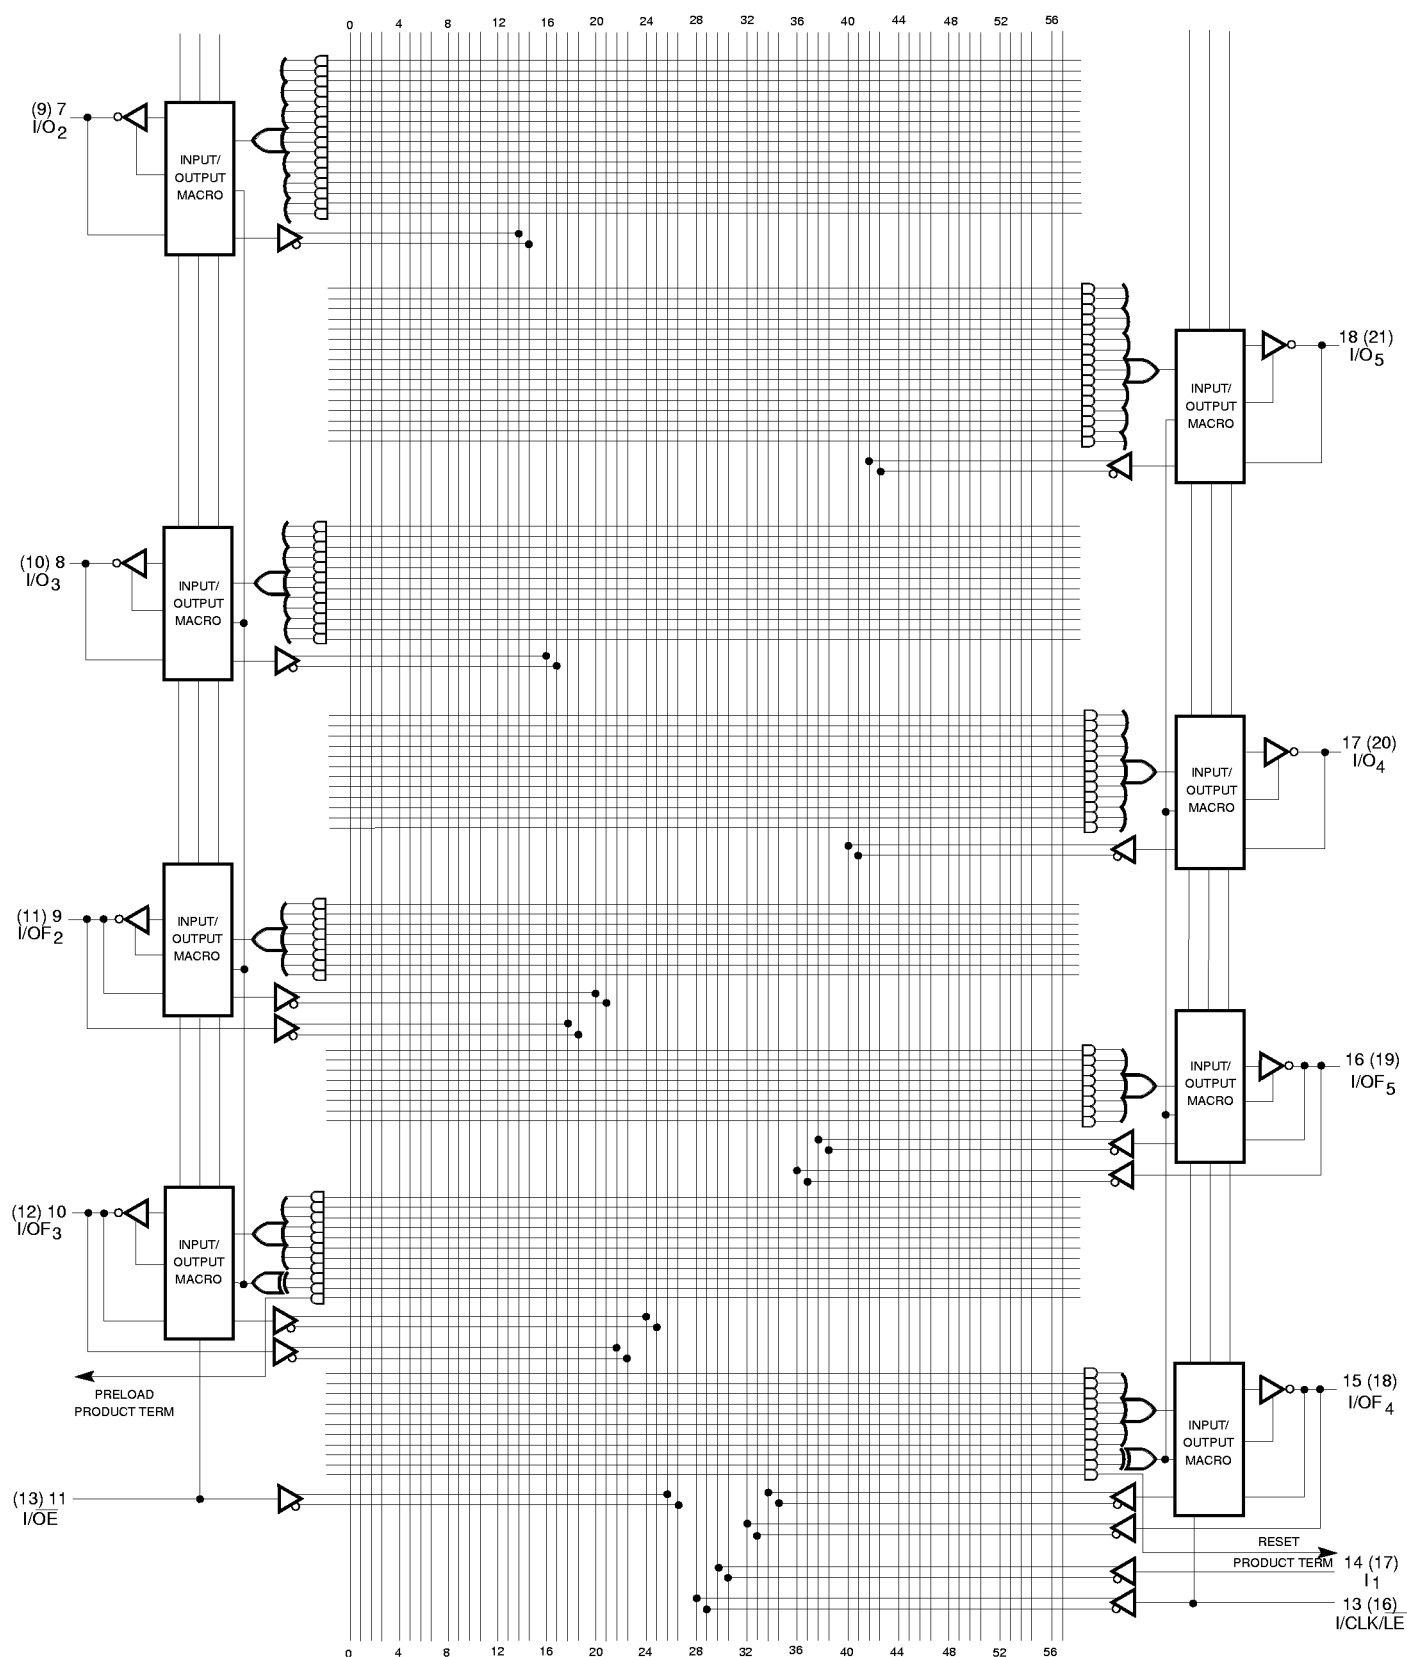 0 4 8 12 16 20 24 28 32 36 40 44 48 52 56
(9) 7
I/O2
INPUT/
OUTPUT
MACRO
18 (21)
I/O5
INPUT/
OUTPUT
MACRO
(10) 8
I/O3
INPUT/
OUTPUT
MACRO
17 (20)
I/O4
INPUT/
OUTPUT
MACRO
(11) 9
I/OF2
INPUT/
OUTPUT
MACRO
16 (19)
I/OF5
INPUT/
OUTPUT
MACRO
(12) 10
I/OF3
INPUT/
OUTPUT
MACRO
PRELOAD
PRODUCT TERM
15 (18)
I/OF4
INPUT/
OUTPUT
MACRO
(13) 11
I/OE
RESET
PRODUCT TERM
14 (17)
I1
13 (16)
I/CLK/LE
0 4 8 12 16 20 24 28 32 36 40 44 48 52 56